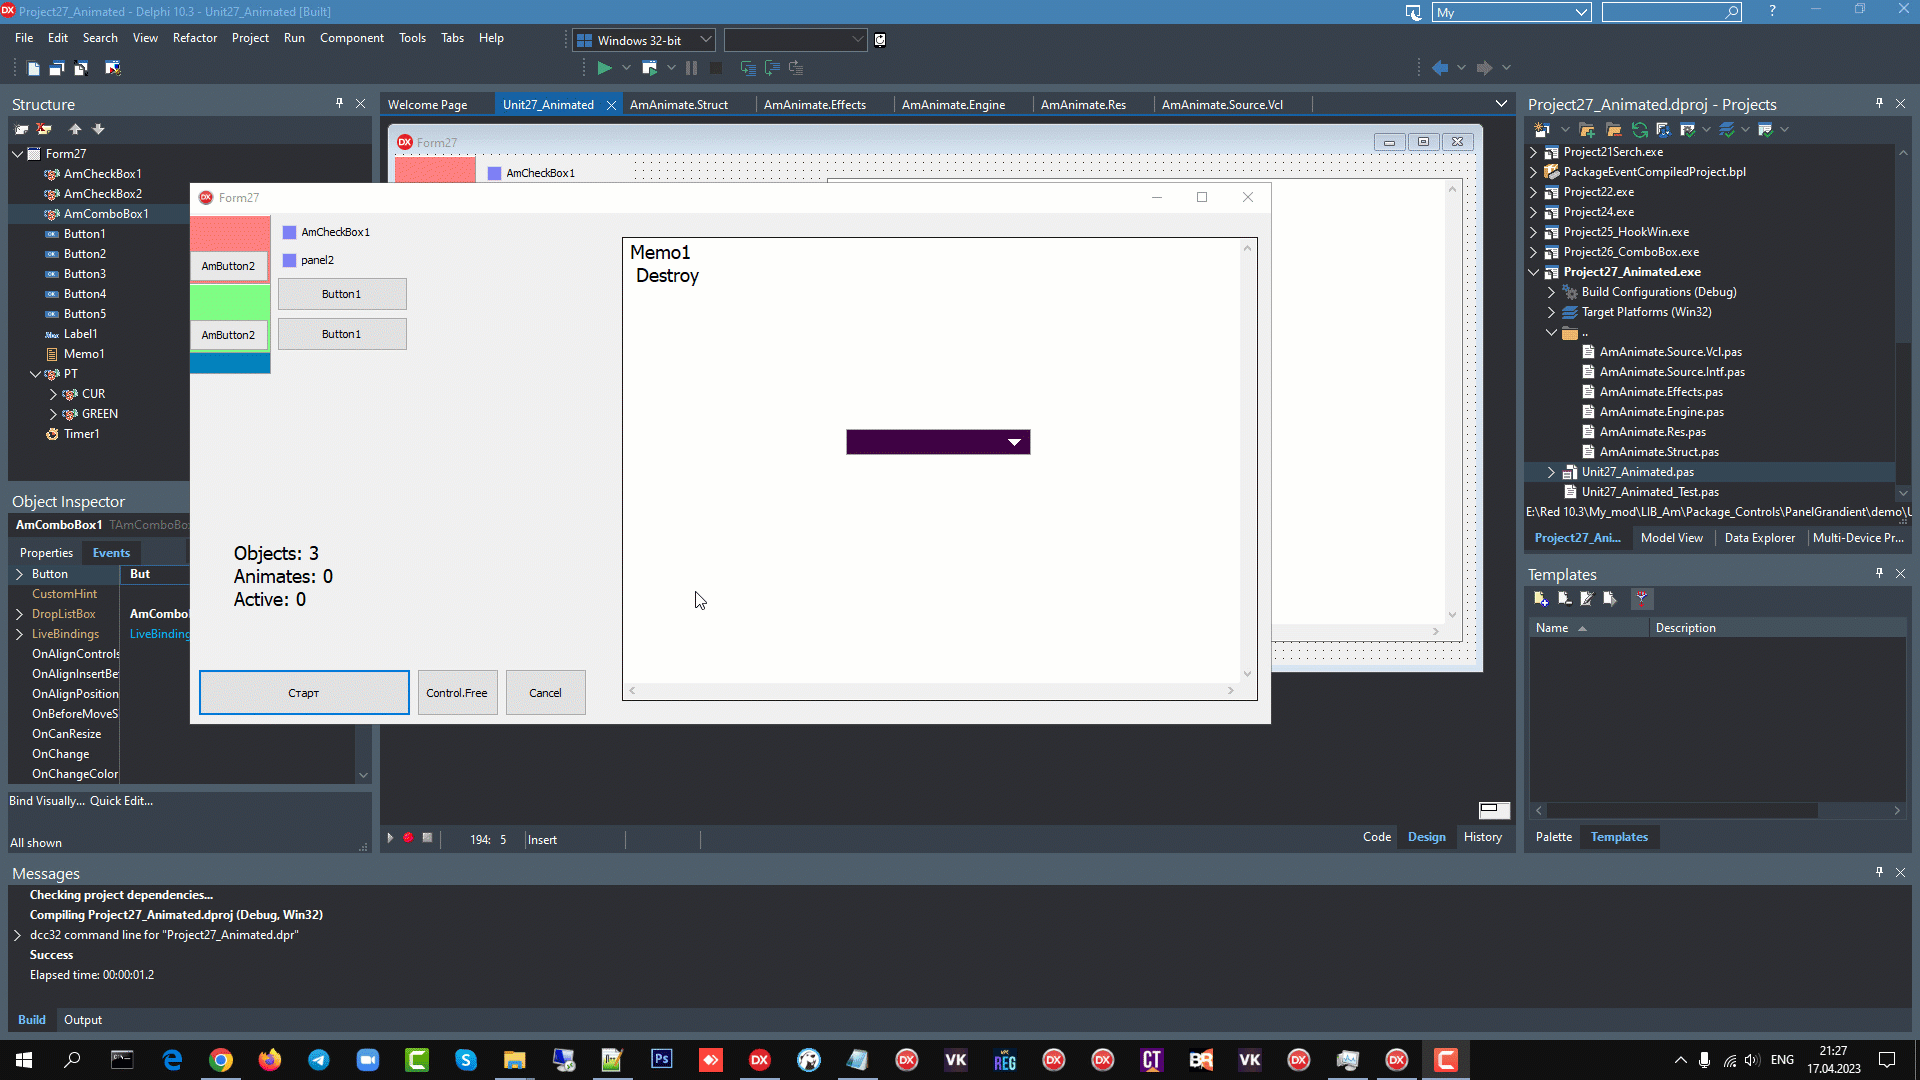 Project27_Animated - Delphi 10.3 - Unit27_Animated [Built]
My
?
File Edit Search View Refactor Project Run Component Tools Tabs Help
Windows 32-bit
Structure
Form27
AmCheckBox1
AmCheckBox2
AmComboBox1
Button1
Button2
Button3
Button4
Button5
Label1
Memo1
PT
CUR
GREEN
Timer1
Object Inspector
AmComboBox1 TAmComboBo
Properties Events
Button But
CustomHint
DropListBox AmComboI
LiveBindings LiveBinding
OnAlignControls
OnAlignInsertBe
OnAlignPosition
OnBeforeMoveS
OnCanResize
OnChange
OnChangeColor
Bind Visually... Quick Edit...
All shown
Welcome Page Unit27_Animated AmAnimate.Struct AmAnimate.Effects AmAnimate.Engine AmAnimate.Res AmAnimate.Source.Vcl
Form27
AmCheckBox1
Form27
AmButton2
AmButton2
AmCheckBox1
panel2
Button1
Button1
Memo1
Destroy
Objects: 3
Animates: 0
Active: 0
Старт
Control.Free
Cancel
194: 5 Insert
Code Design History
Project27_Animated.dproj - Projects
Project21Serch.exe
PackageEventCompiledProject.bpl
Project22.exe
Project24.exe
Project25_HookWin.exe
Project26_ComboBox.exe
Project27_Animated.exe
Build Configurations (Debug)
Target Platforms (Win32)
..
AmAnimate.Source.Vcl.pas
AmAnimate.Source.Intf.pas
AmAnimate.Effects.pas
AmAnimate.Engine.pas
AmAnimate.Res.pas
AmAnimate.Struct.pas
Unit27_Animated.pas
Unit27_Animated_Test.pas
E:\Red 10.3\My_mod\LIB_Am\Package_Controls\PanelGrandient\demo\U
Project27_Ani... Model View Data Explorer Multi-Device Pr...
Templates
Name Description
Palette Templates
Messages
Checking project dependencies...
Compiling Project27_Animated.dproj (Debug, Win32)
dcc32 command line for "Project27_Animated.dpr"
Success
Elapsed time: 00:00:01.2
Build Output
ENG
21:27
17.04.2023